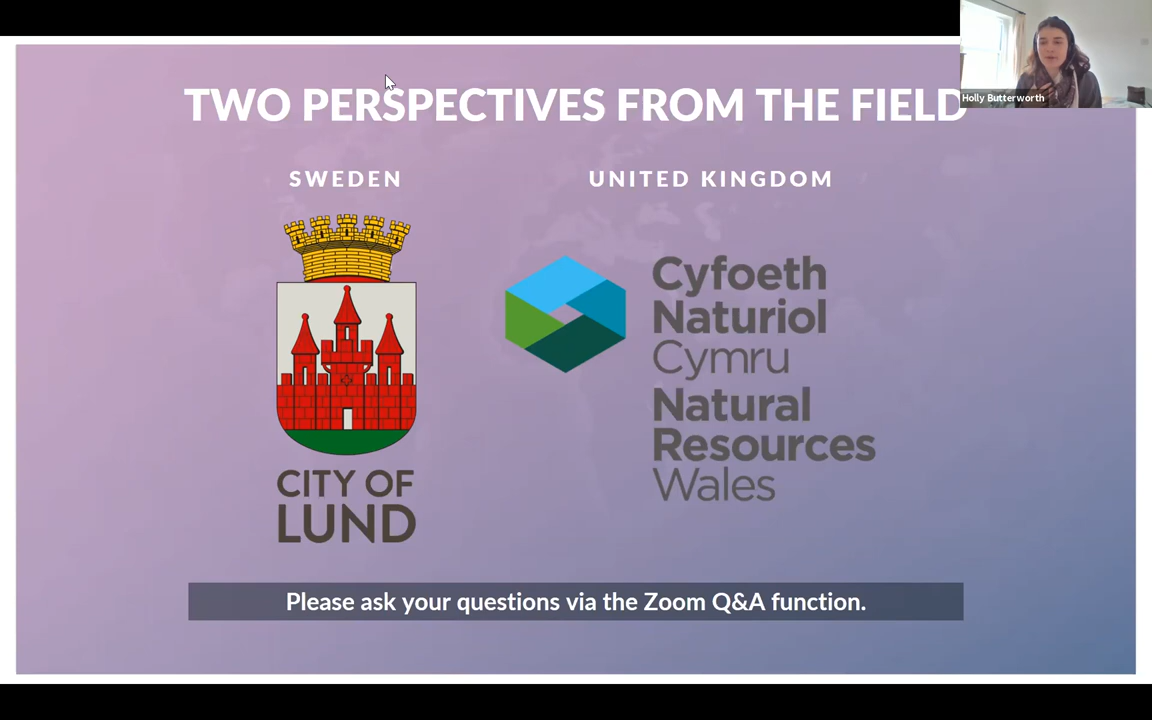 TWO PERSPECTIVES FROM THE FIELD
Holly Butterworth
SWEDEN
UNITED KINGDOM
CITY OF
LUND
Cyfoeth
Naturiol
Cymru
Natural
Resources
Wales
Please ask your questions via the Zoom Q&A function.